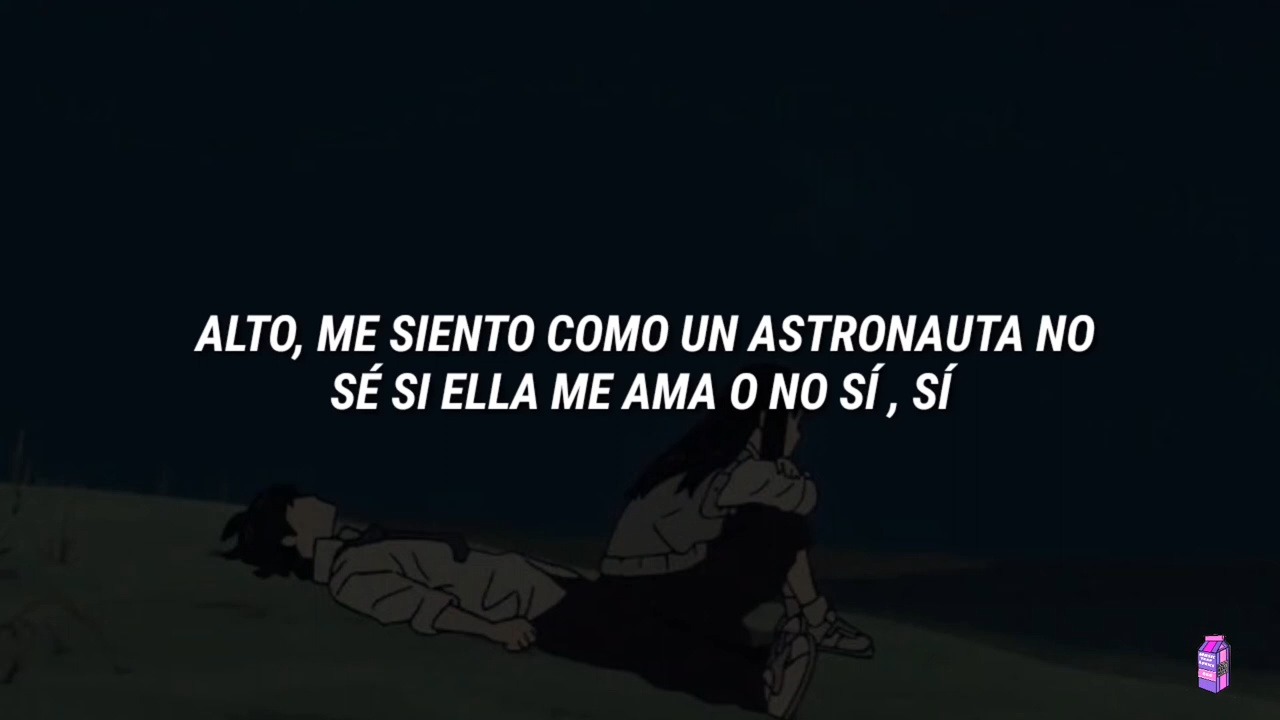 ALTO, ME SIENTO COMO UN ASTRONAUTA NO
SÉ SI ELLA ME AMA O NO SÍ , SÍ